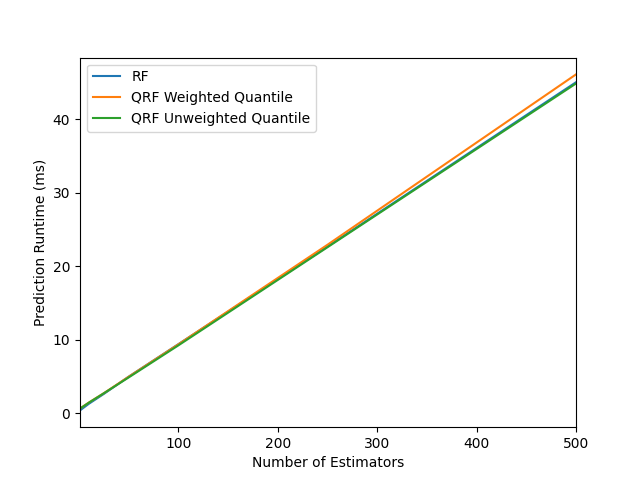 RF
QRF Weighted Quantile
QRF Unweighted Quantile
Prediction Runtime (ms)
40
30
20
10
0
100 200 300 400 500
Number of Estimators